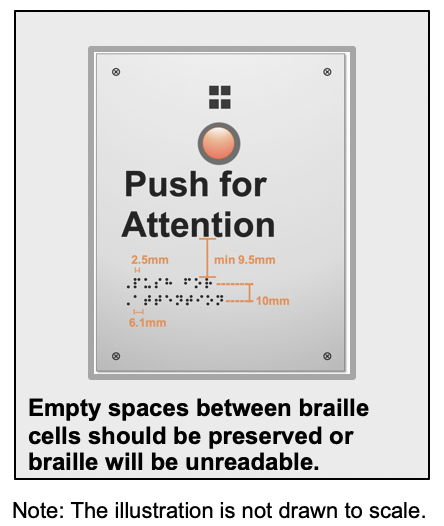 Push for
Attention
min 9.5mm
2.5mm
⠠⠏⠥⠎⠓ ⠋⠕⠗
⠠⠁⠞⠞⠑⠝⠞⠊⠕⠝
10mm
6.1mm
Empty spaces between braille
cells should be preserved or
braille will be unreadable.
Note: The illustration is not drawn to scale.